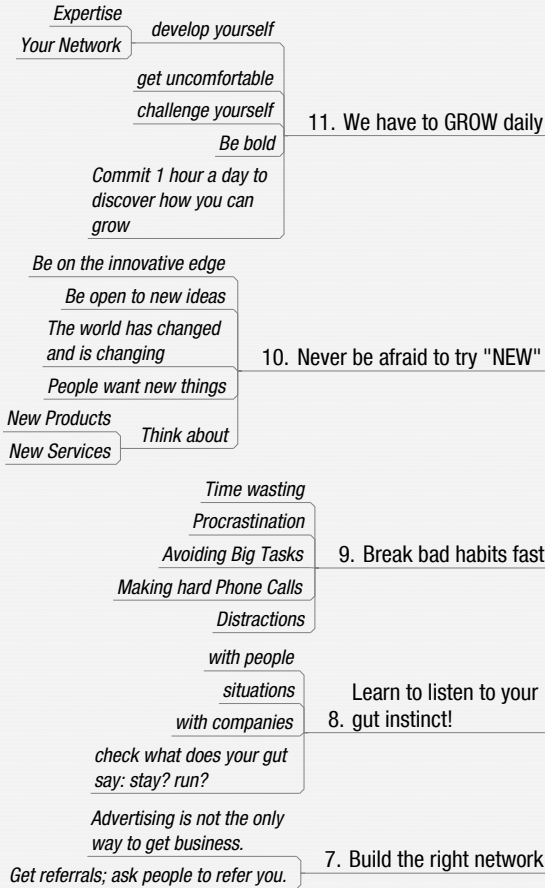 Expertise
Your Network
develop yourself
get uncomfortable
challenge yourself
Be bold
Commit 1 hour a day to
discover how you can
grow
11. We have to GROW daily
Be on the innovative edge
Be open to new ideas
The world has changed
and is changing
People want new things
New Products
New Services
Think about
10. Never be afraid to try "NEW"
Time wasting
Procrastination
Avoiding Big Tasks
Making hard Phone Calls
Distractions
9. Break bad habits fast
with people
situations
with companies
check what does your gut
say: stay? run?
Learn to listen to your
8. gut instinct!
Advertising is not the only
way to get business.
Get referrals; ask people to refer you.
7. Build the right network